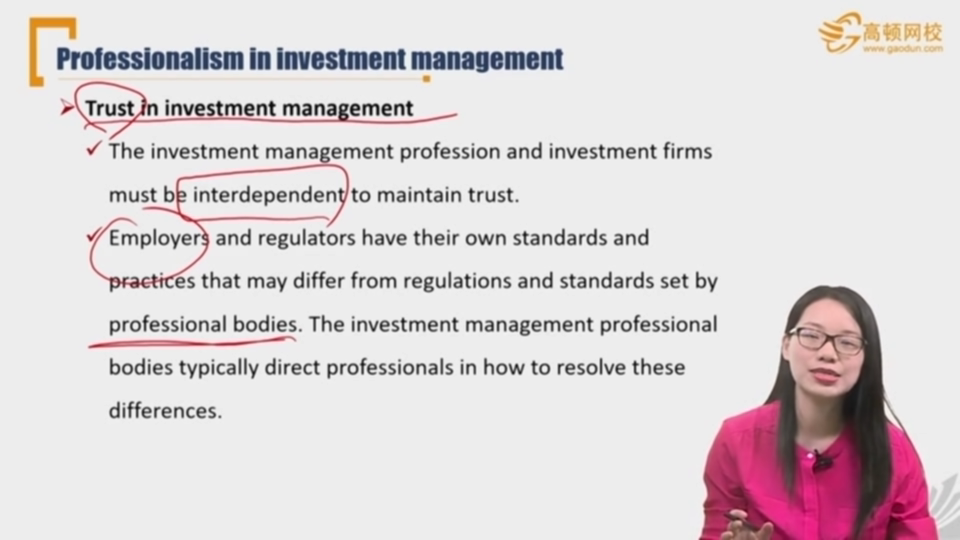 Professionalism in investment management
高顿网校
www.gaodun.com
Trust in investment management
The investment management profession and investment firms
must be interdependent to maintain trust.
Employers and regulators have their own standards and
practices that may differ from regulations and standards set by
professional bodies. The investment management professional
bodies typically direct professionals in how to resolve these
differences.